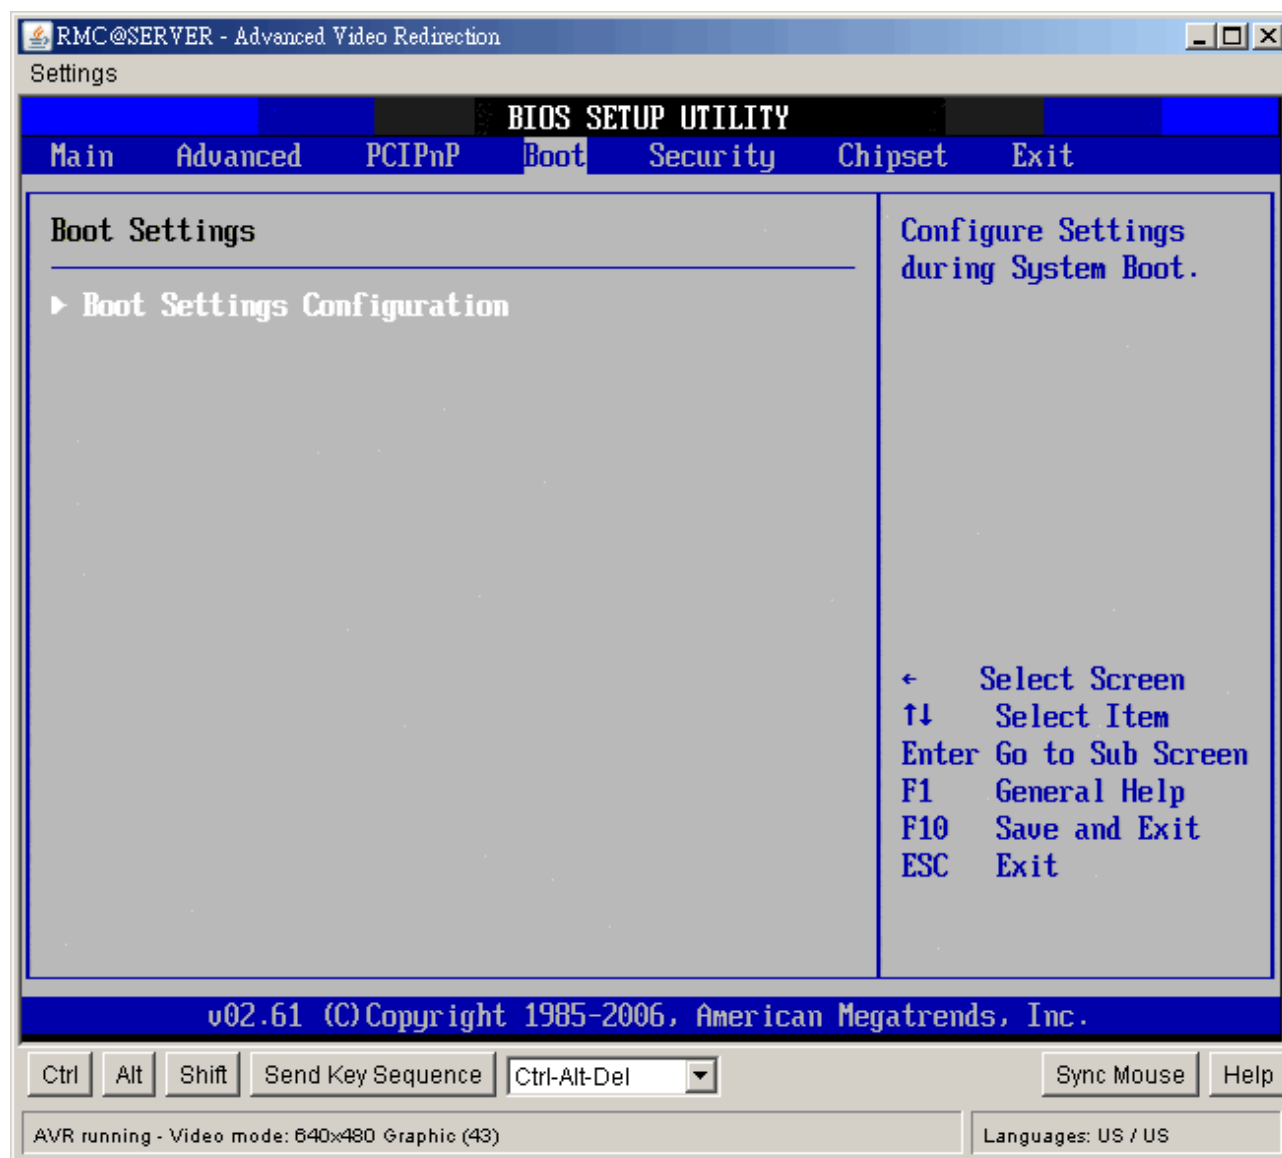 RMC@SERVER - Advanced Video Redirection
Settings
BIOS SETUP UTILITY
Main Advanced PCIPnP Boot Security Chipset Exit
Boot Settings
▶ Boot Settings Configuration
Configure Settings
during System Boot.
← Select Screen
↑↓ Select Item
Enter Go to Sub Screen
F1 General Help
F10 Save and Exit
ESC Exit
v02.61 (C)Copyright 1985-2006, American Megatrends, Inc.
Ctrl Alt Shift Send Key Sequence Ctrl-Alt-Del Sync Mouse Help
AVR running - Video mode: 640x480 Graphic (43) Languages: US / US